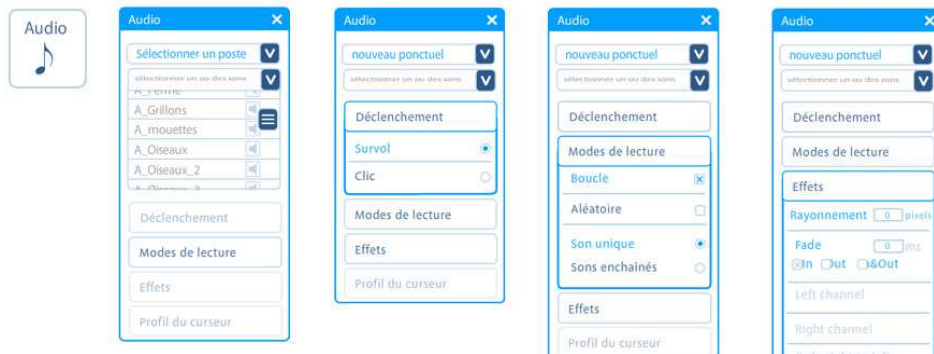 Audio
Audio
Sélectionner un poste
sélectionner un ou des sons
A_Ferme
A_Grillons
A_mouettes
A_Oiseaux
A_Oiseaux_2
A_Oiseaux_3
Déclenchement
Modes de lecture
Effets
Profil du curseur
Audio
nouveau ponctuel
sélectionner un ou des sons
Déclenchement
Survol
Clic
Modes de lecture
Effets
Profil du curseur
Audio
nouveau ponctuel
sélectionner un ou des sons
Déclenchement
Modes de lecture
Boucle
Aléatoire
Son unique
Sons enchaînés
Effets
Profil du curseur
Audio
nouveau ponctuel
sélectionner un ou des sons
Déclenchement
Modes de lecture
Effets
Rayonnement 0 pixels
Fade 0 ms
In Out In&Out
Left channel
Right channel